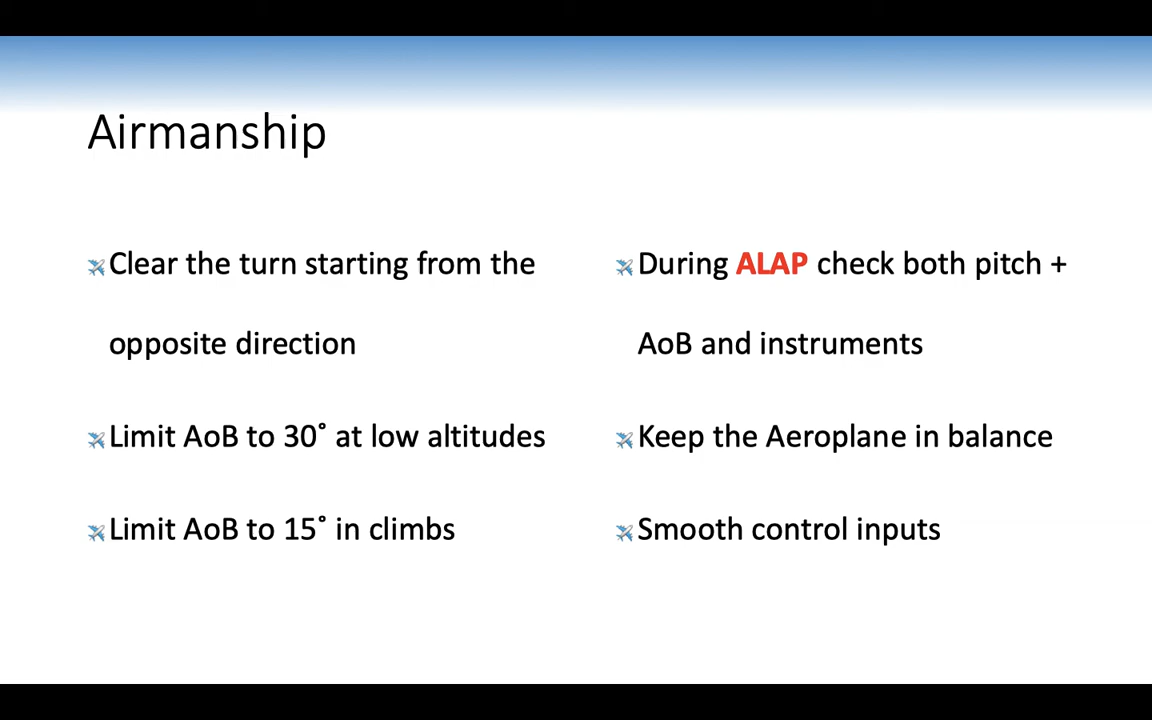 Airmanship
Clear the turn starting from the
opposite direction
Limit AoB to 30˚ at low altitudes
Limit AoB to 15˚ in climbs
During ALAP check both pitch +
AoB and instruments
Keep the Aeroplane in balance
Smooth control inputs